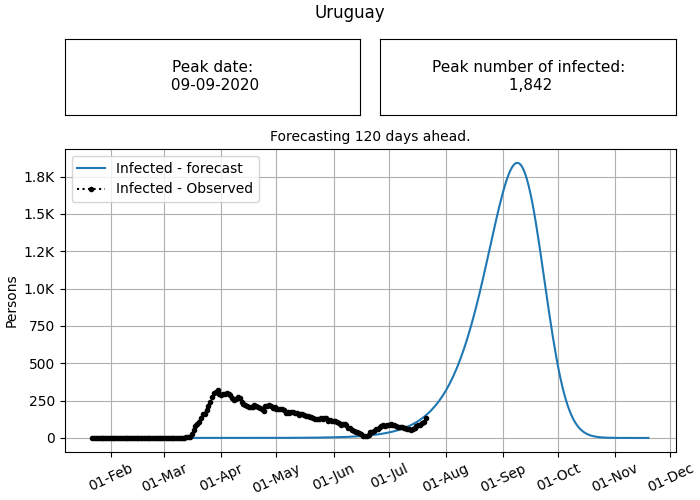 Uruguay
Peak date:
09-09-2020
Peak number of infected:
1,842
Forecasting 120 days ahead.
Infected - forecast
Infected - Observed
Persons
1.8K
1.5K
1.2K
1.0K
750
500
250
0
01-Feb
01-Mar
01-Apr
01-May
01-Jun
01-Jul
01-Aug
01-Sep
01-Oct
01-Nov
01-Dec